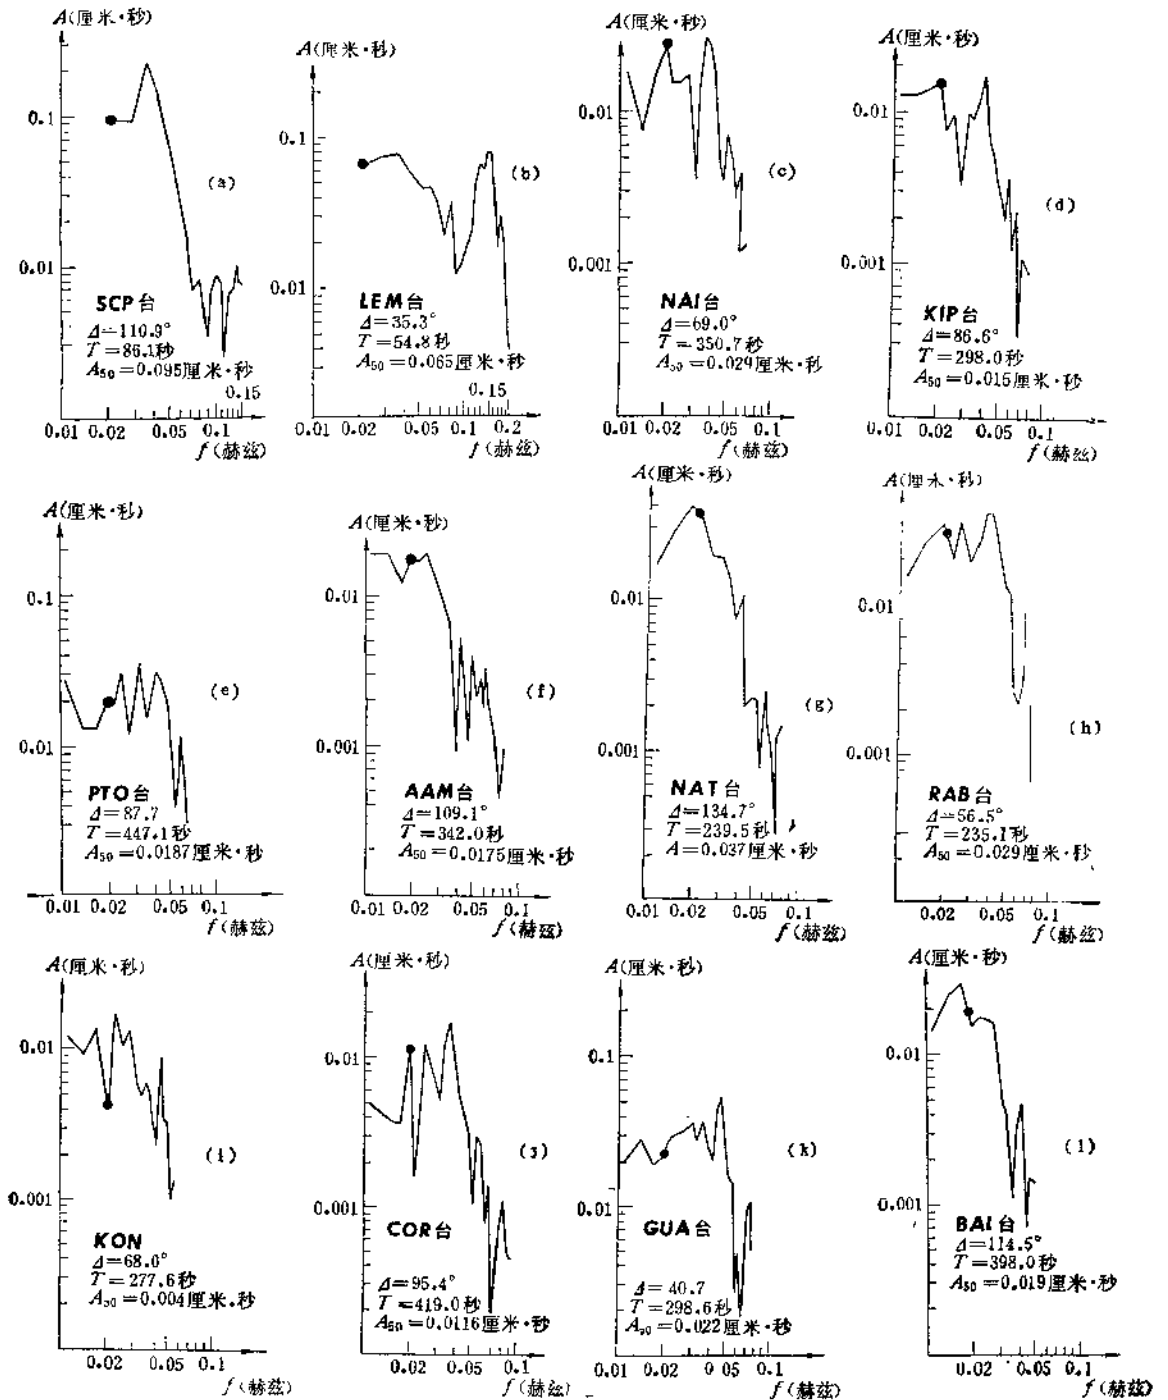 A(厘米·秒)
0.1
0.01
(a)
SCP台
Δ=110.9°
T=86.1秒
A50=0.095厘米·秒
0.15
0.01 0.02 0.05 0.1
f(赫兹)
A(厘米·秒)
0.1
0.01
(b)
LEM台
Δ=35.3°
T=54.8秒
A50=0.065厘米·秒
0.15
0.01 0.02 0.05 0.1 0.2
f(赫兹)
A(厘米·秒)
0.01
0.001
(c)
NAI台
Δ=69.0°
T=350.7秒
A50=0.029厘米·秒
0.01 0.02 0.05 0.1
f(赫兹)
A(厘米·秒)
0.01
0.001
(d)
KIP台
Δ=86.6°
T=298.0秒
A50=0.015厘米·秒
0.01 0.02 0.05 0.1
f(赫兹)
A(厘米·秒)
0.1
0.01
(e)
PTO台
Δ=87.7
T=447.1秒
A50=0.0187厘米·秒
0.01 0.02 0.05 0.1
f(赫兹)
A(厘米·秒)
0.01
0.001
(f)
AAM台
Δ=109.1°
T=342.0秒
A50=0.0175厘米·秒
0.01 0.02 0.05 0.1
f(赫兹)
A(厘米·秒)
0.01
0.001
(g)
NAT台
Δ=134.7°
T=239.5秒
A=0.037厘米·秒
0.01 0.02 0.05 0.1
f(赫兹)
A(厘米·秒)
0.01
0.001
(h)
RAB台
Δ=56.5°
T=235.1秒
A50=0.029厘米·秒
0.02 0.05 0.1
f(赫兹)
A(厘米·秒)
0.01
0.001
(i)
KON
Δ=68.0°
T=277.6秒
A50=0.004厘米·秒
0.02 0.05 0.1
f(赫兹)
A(厘米·秒)
0.01
0.001
(j)
COR台
Δ=95.4°
T=419.0秒
A50=0.0116厘米·秒
0.02 0.05 0.1
f(赫兹)
A(厘米·秒)
0.1
0.01
(k)
GUA台
Δ=40.7
T=298.6秒
A50=0.022厘米·秒
0.01 0.02 0.05 0.1
f(赫兹)
A(厘米·秒)
0.01
0.001
(l)
BAI台
Δ=114.5°
T=398.0秒
A50=0.019厘米·秒
0.02 0.05 0.1
f(赫兹)